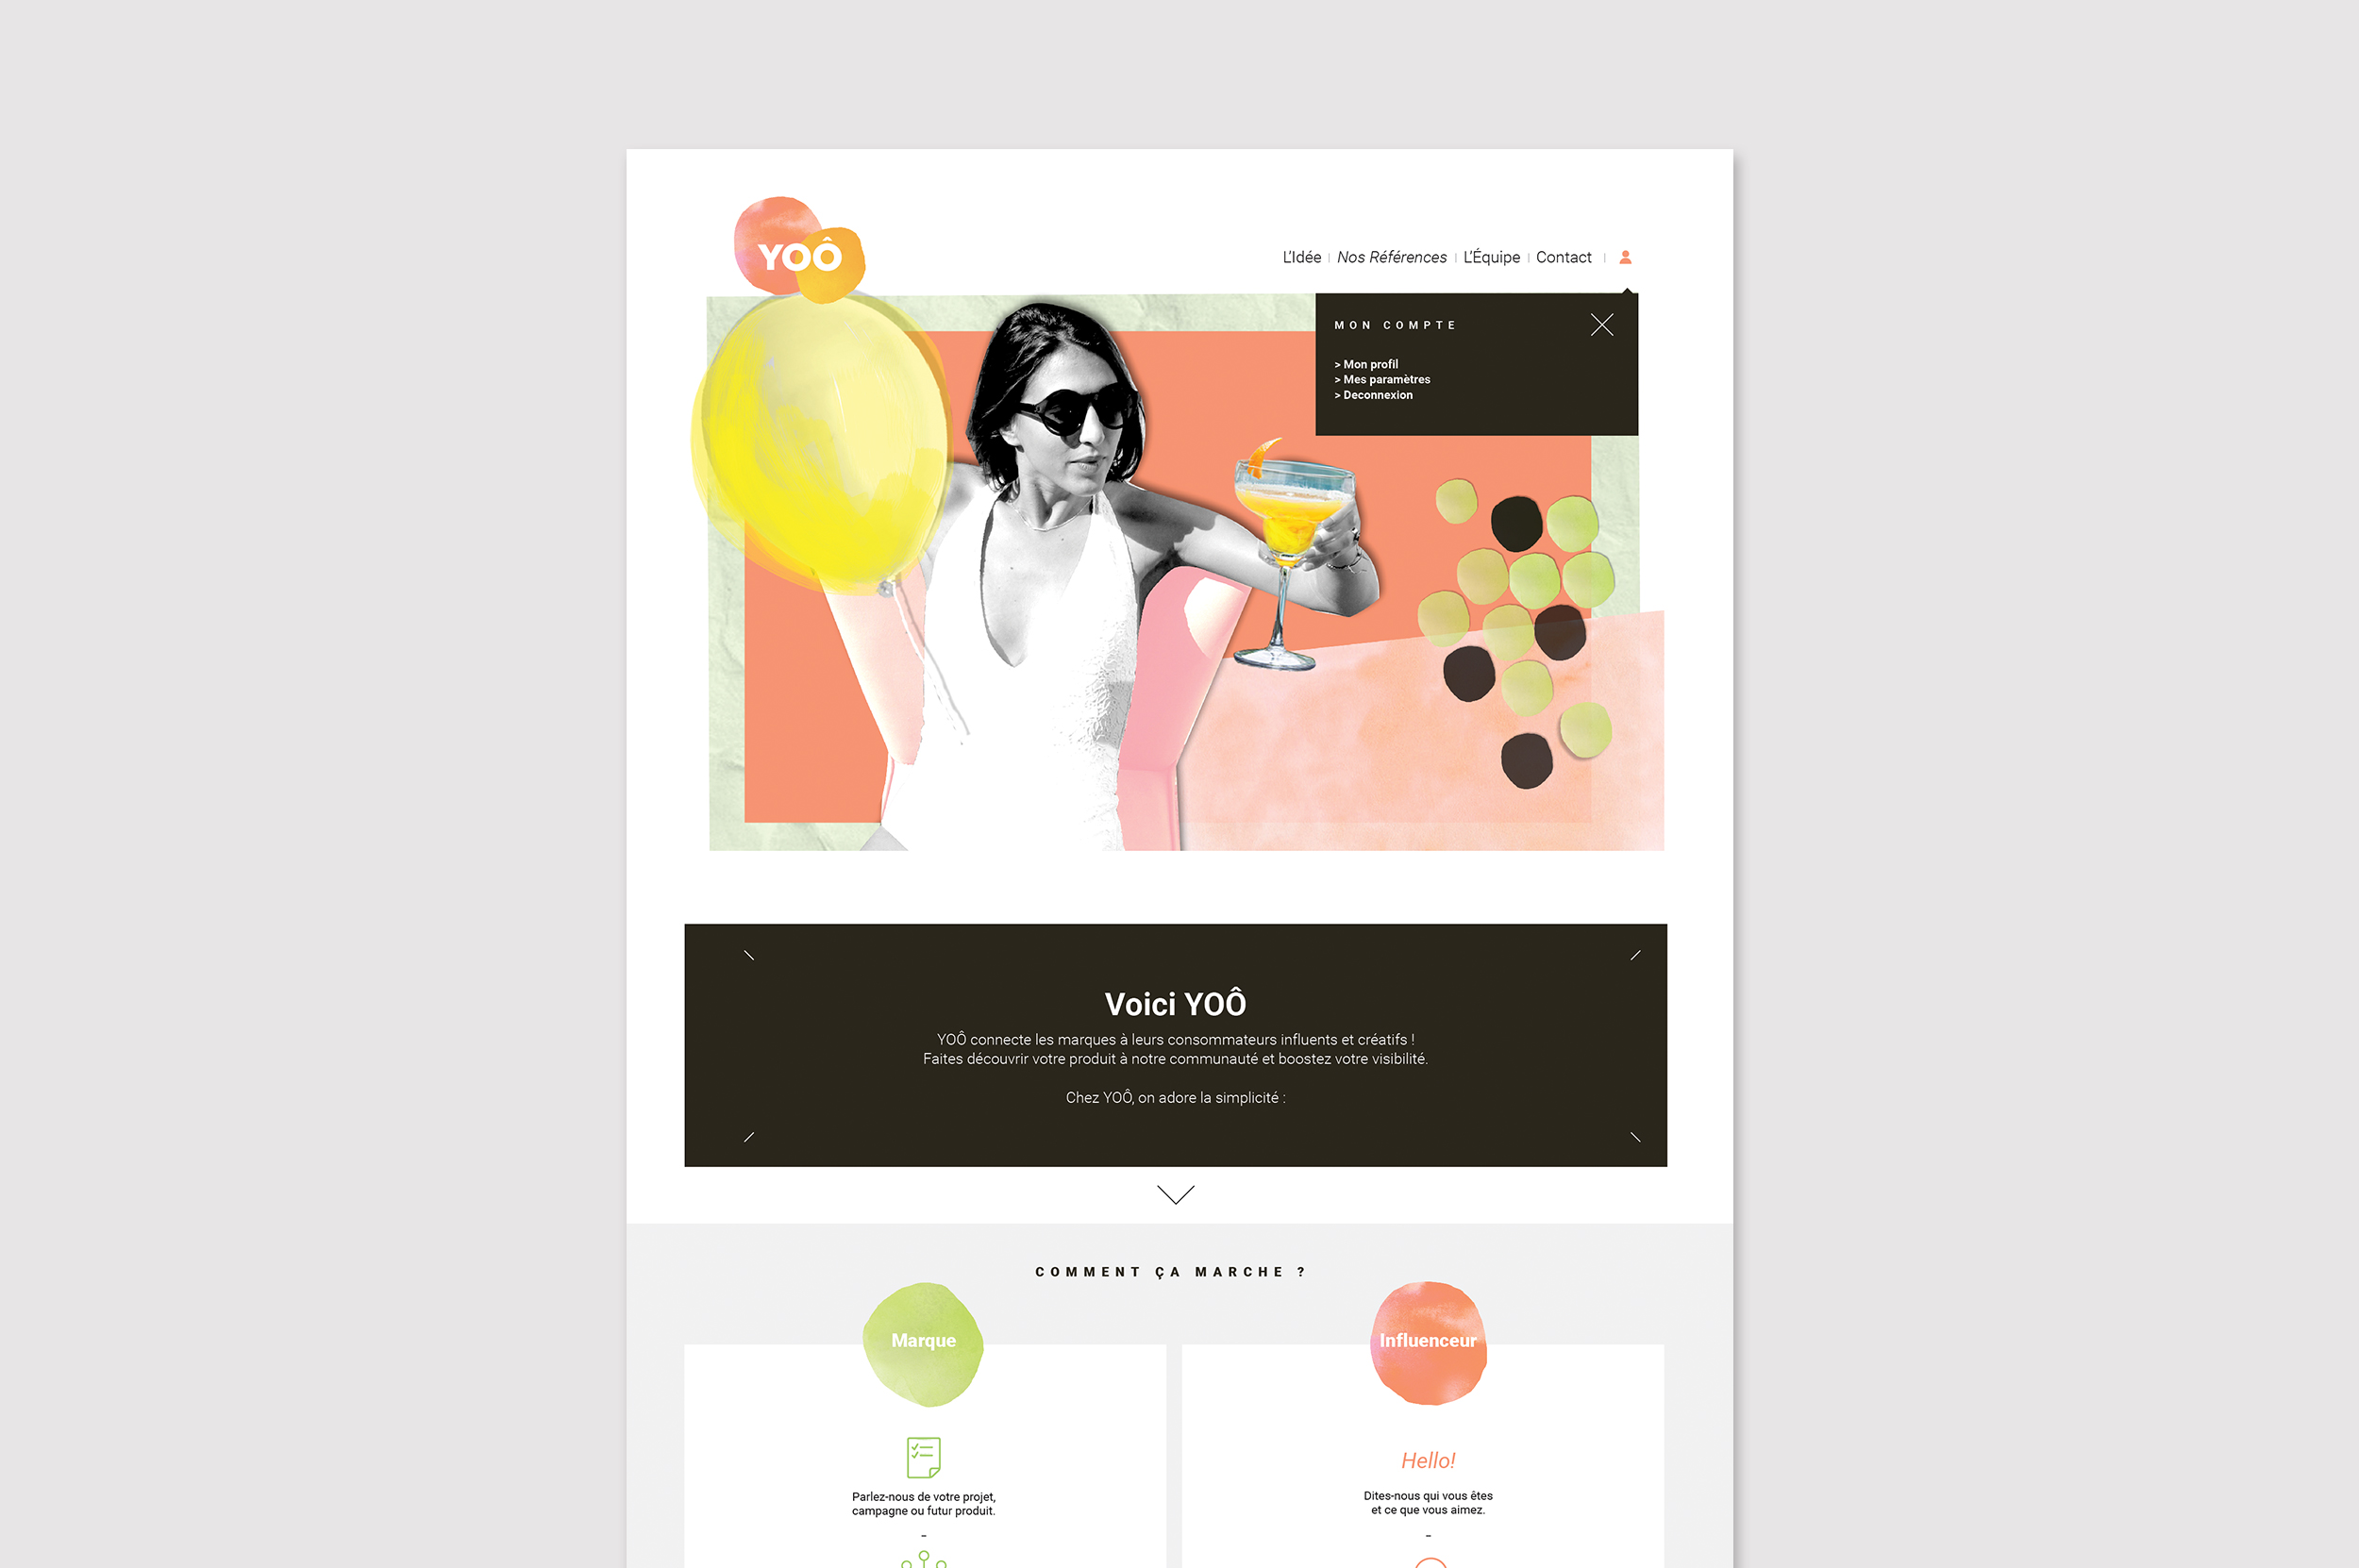 YOÔ
L'Idée | Nos Références | L'Équipe | Contact |
MON COMPTE
> Mon profil
> Mes paramètres
> Deconnexion
Voici YOÔ
YOÔ connecte les marques à leurs consommateurs influents et créatifs !
Faites découvrir votre produit à notre communauté et boostez votre visibilité.
Chez YOÔ, on adore la simplicité :
COMMENT ÇA MARCHE ?
Marque
Parlez-nous de votre projet,
campagne ou futur produit.
–
Influenceur
Hello!
Dites-nous qui vous êtes
et ce que vous aimez.
–